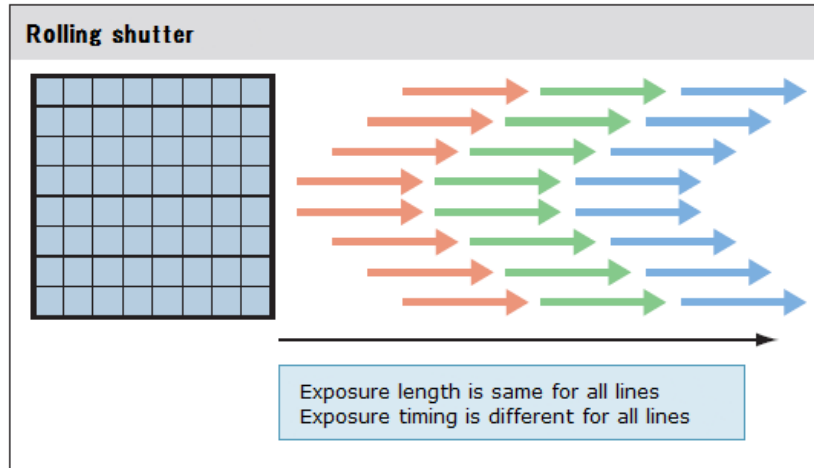 Rolling shutter
Exposure length is same for all lines
Exposure timing is different for all lines